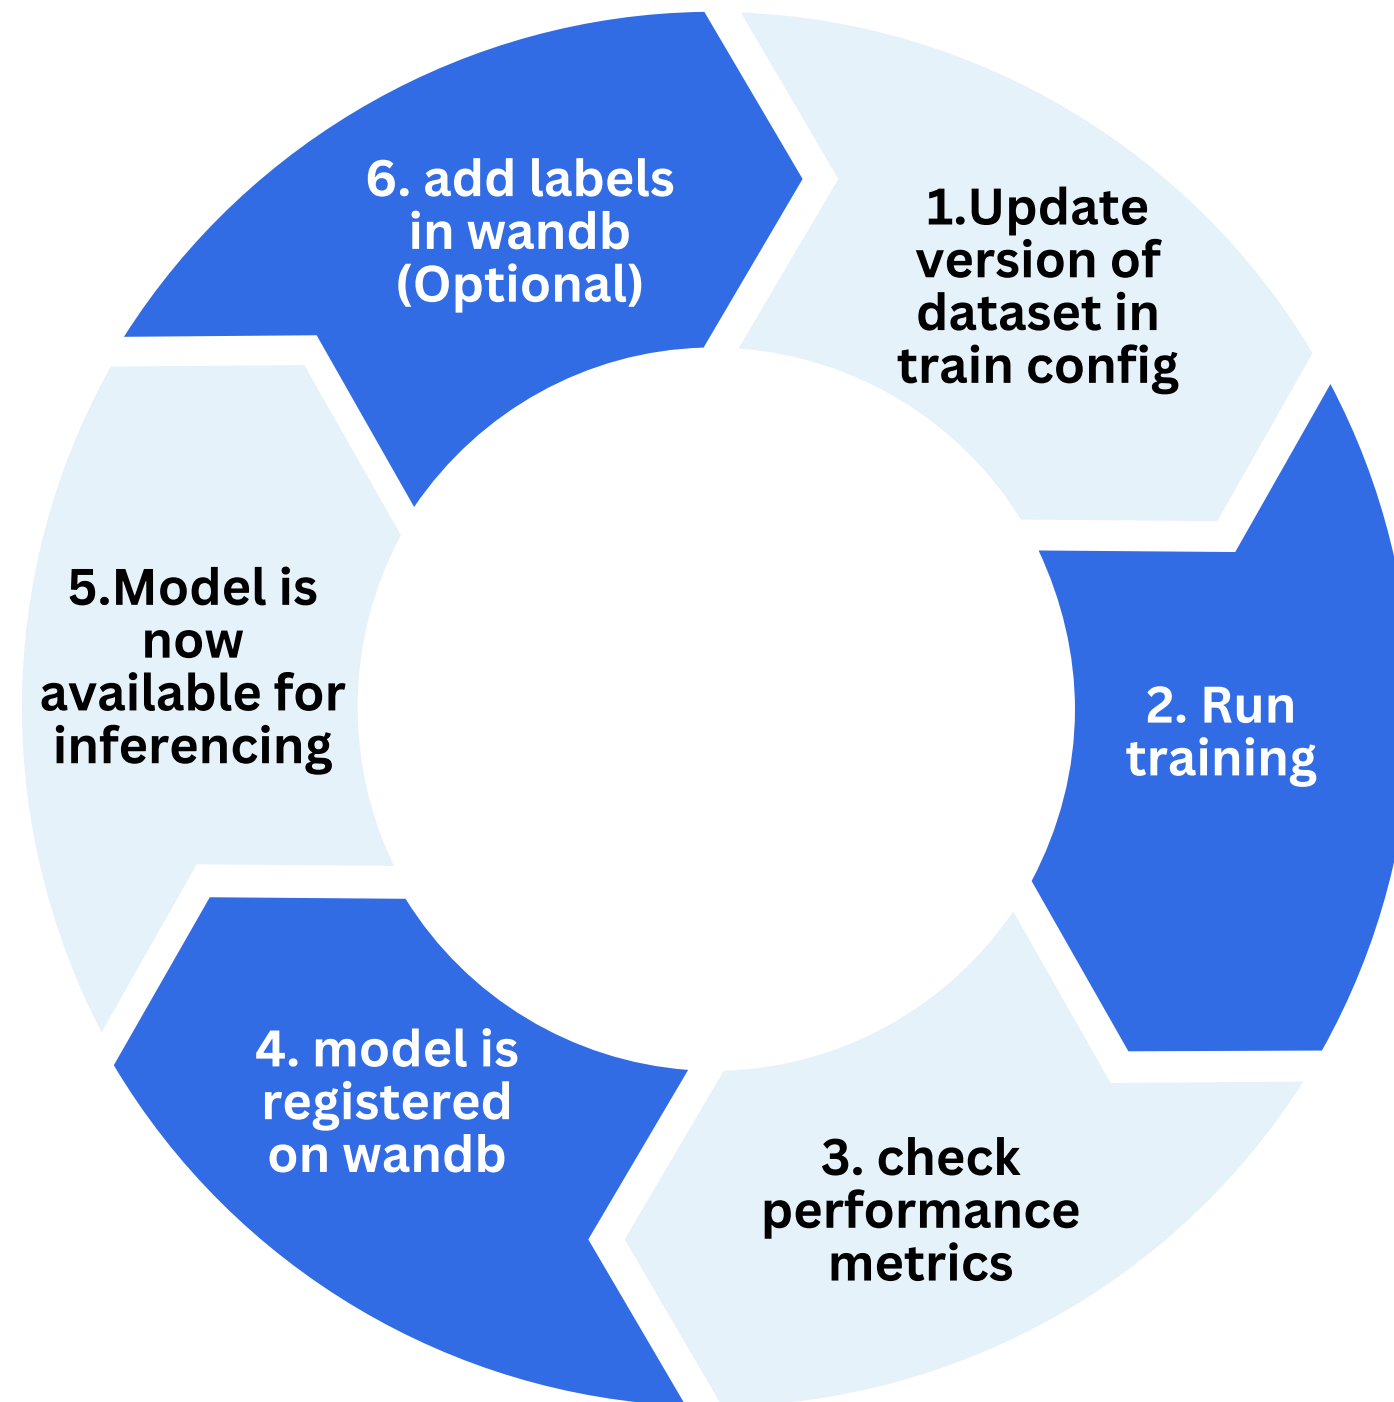 1.Update
version of
dataset in
train config
2. Run
training
3. check
performance
metrics
4. model is
registered
on wandb
5.Model is
now
available for
inferencing
6. add labels
in wandb
(Optional)